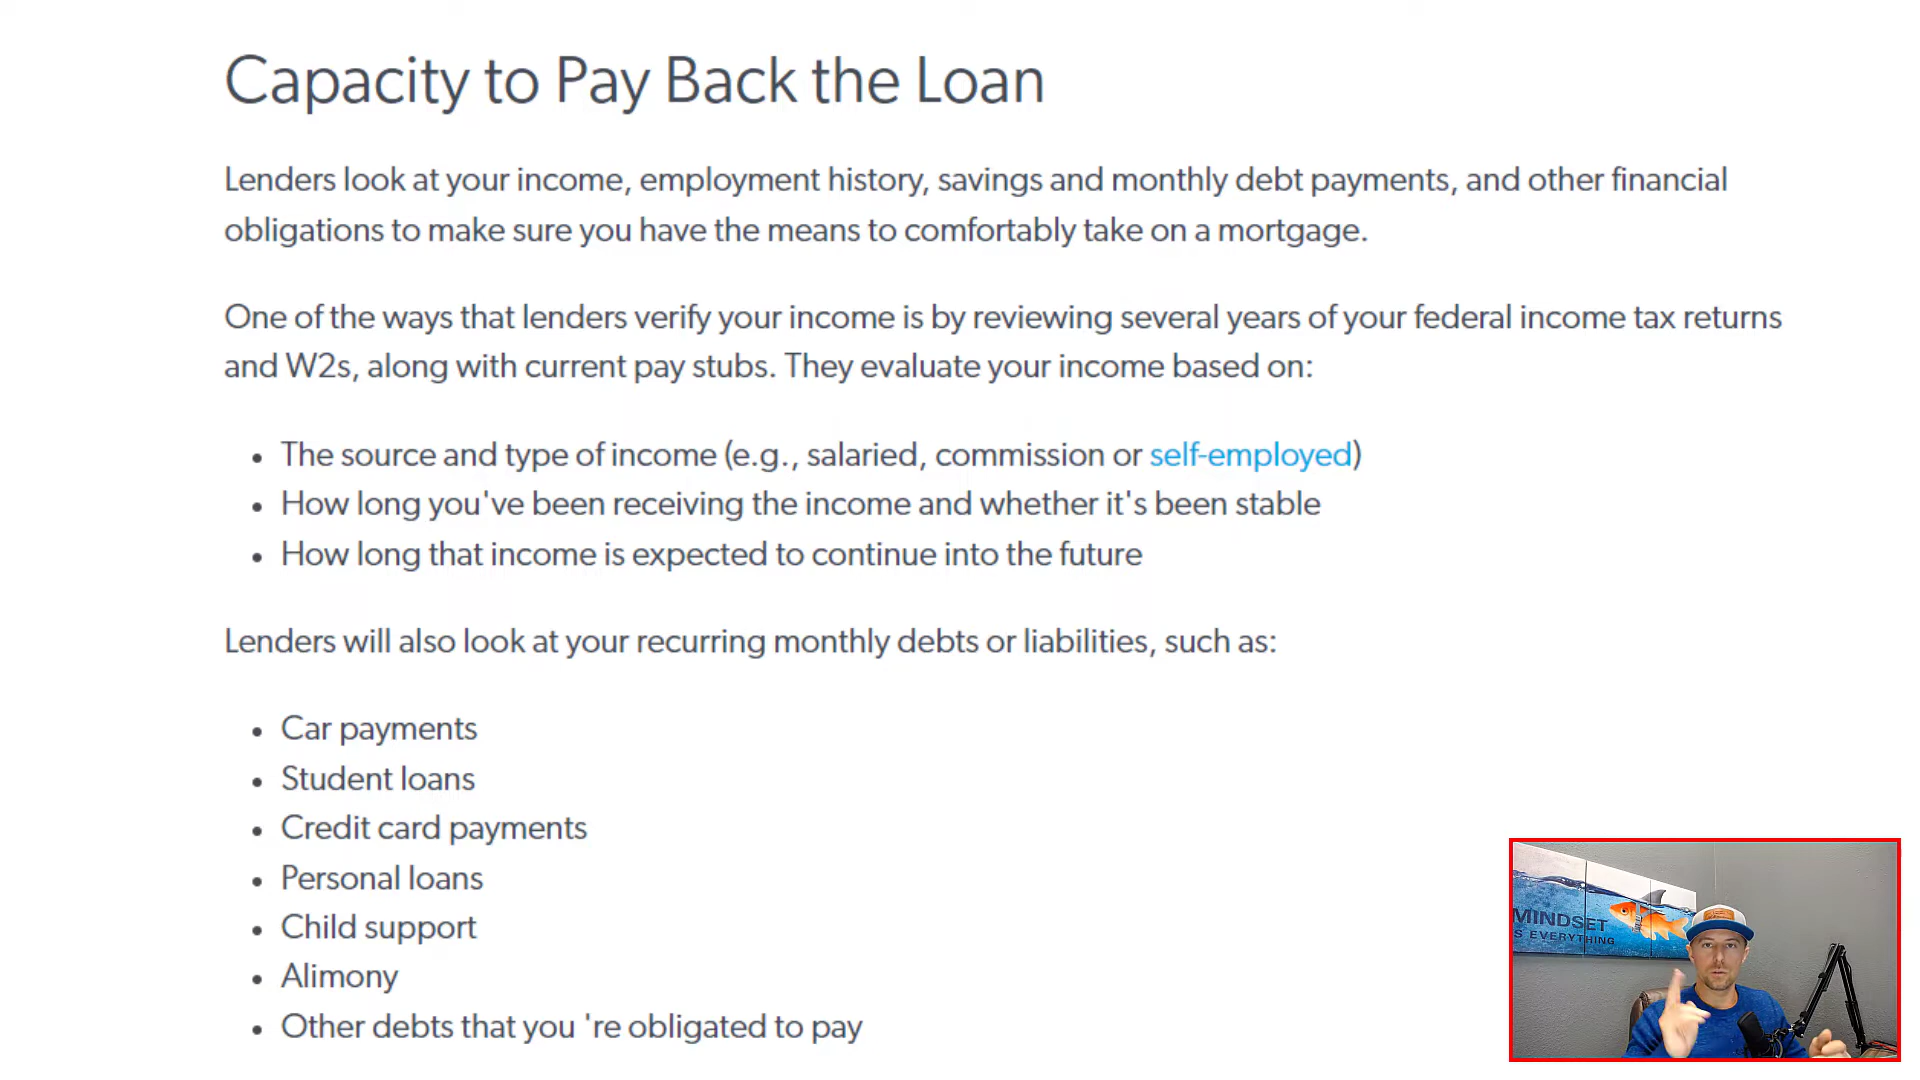 Capacity to Pay Back the Loan
Lenders look at your income, employment history, savings and monthly debt payments, and other financial
obligations to make sure you have the means to comfortably take on a mortgage.
One of the ways that lenders verify your income is by reviewing several years of your federal income tax returns
and W2s, along with current pay stubs. They evaluate your income based on:
• The source and type of income (e.g., salaried, commission or self-employed)
• How long you've been receiving the income and whether it's been stable
• How long that income is expected to continue into the future
Lenders will also look at your recurring monthly debts or liabilities, such as:
• Car payments
• Student loans
• Credit card payments
• Personal loans
• Child support
• Alimony
• Other debts that you 're obligated to pay
MINDSET
S EVERYTHING